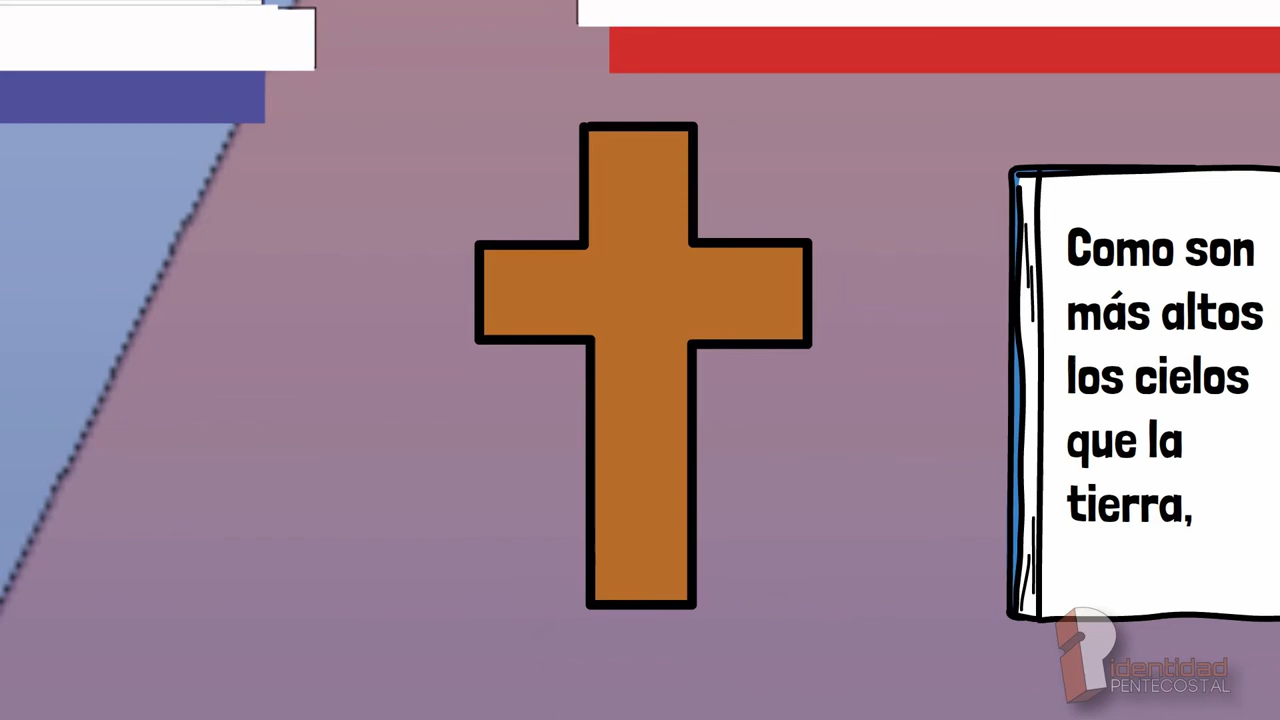 Como son
más altos
los cielos
que la
tierra,
identidad
PENTECOSTAL